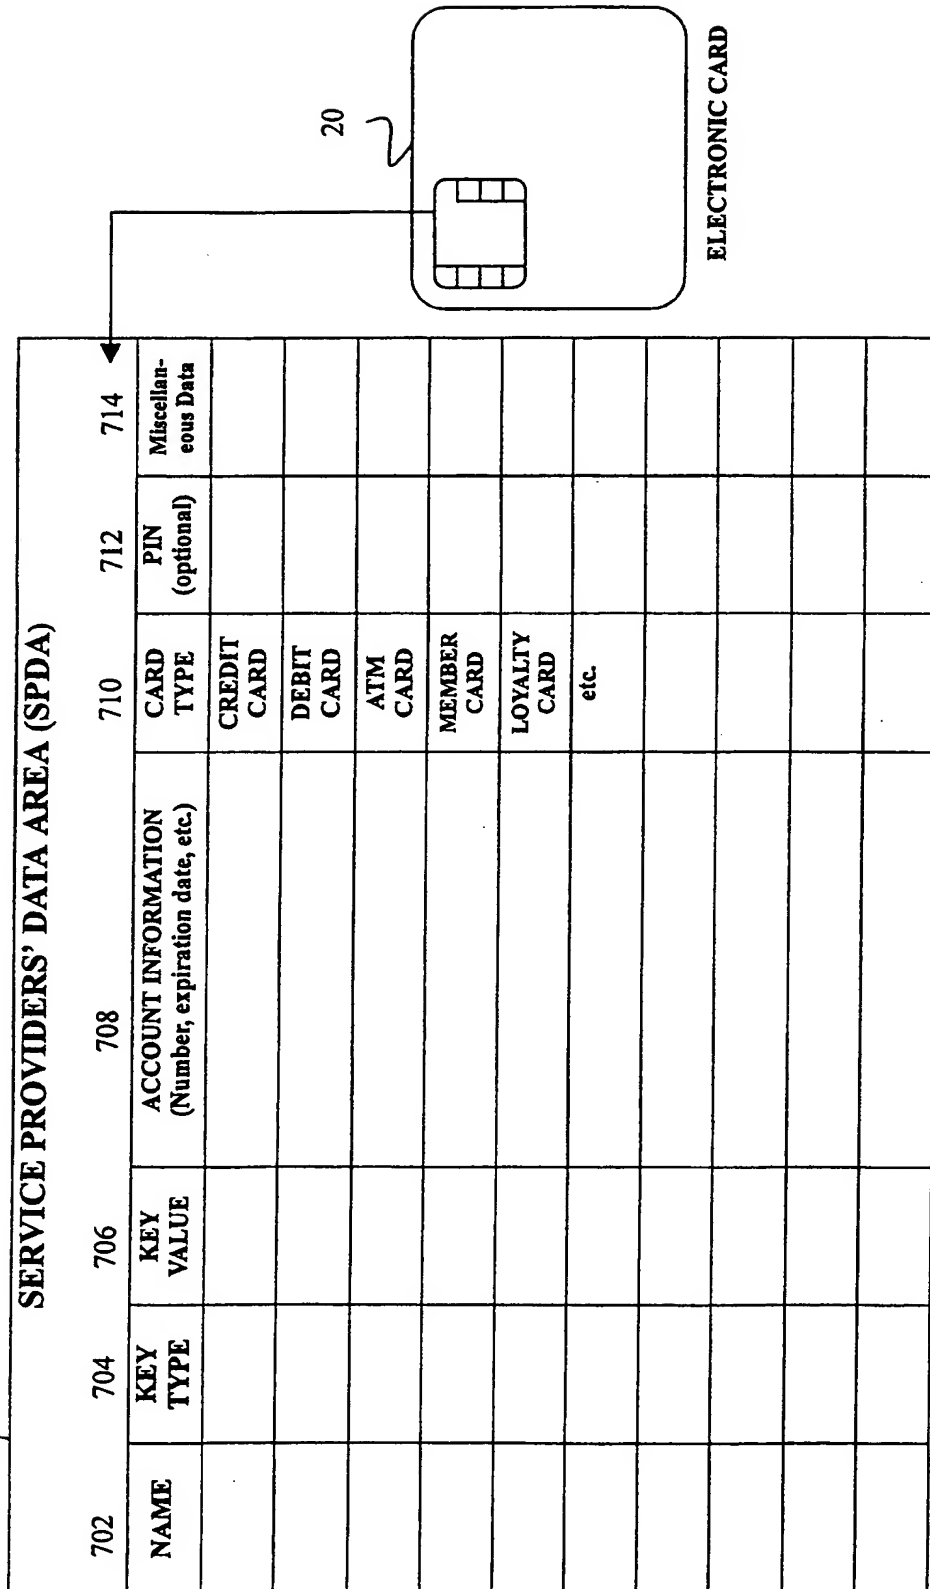 SERVICE PROVIDERS' DATA AREA (SPDA)
702 704 706 708 710 712 714
NAME
KEY
TYPE
KEY
VALUE
ACCOUNT INFORMATION
(Number, expiration date, etc.)
CARD
TYPE
PIN
(optional)
Miscellan-
eous Data
CREDIT
CARD
DEBIT
CARD
ATM
CARD
MEMBER
CARD
LOYALTY
CARD
etc.
20
ELECTRONIC CARD